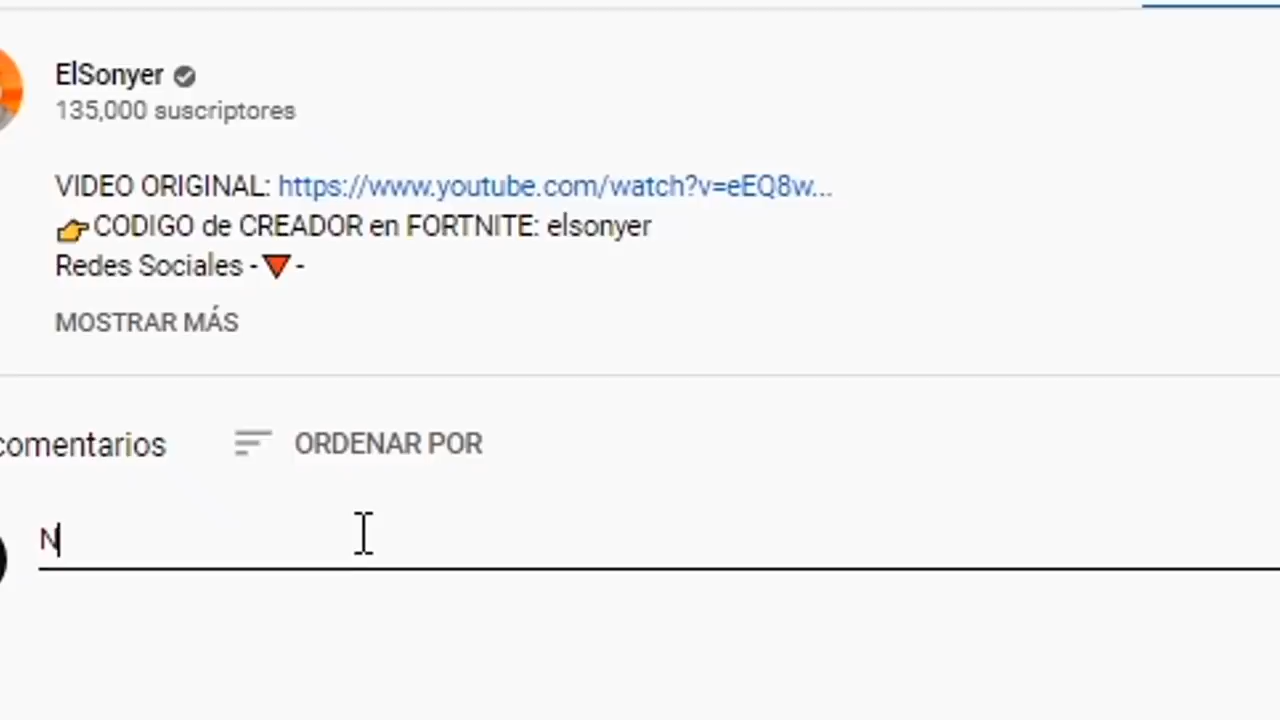 ElSonyer
135,000 suscriptores
VIDEO ORIGINAL: https://www.youtube.com/watch?v=eEQ8w...
👉CODIGO de CREADOR en FORTNITE: elsonyer
Redes Sociales -🔻-
MOSTRAR MÁS
comentarios ORDENAR POR
N